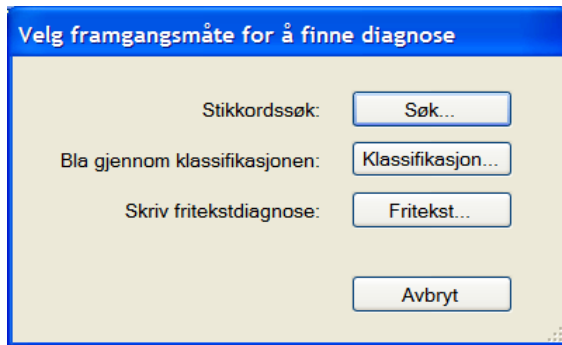 Velg framgangsmåte for å finne diagnose
Stikkordssøk: Søk...
Bla gjennom klassifikasjonen: Klassifikasjon...
Skriv fritekstdiagnose: Fritekst...
Avbryt